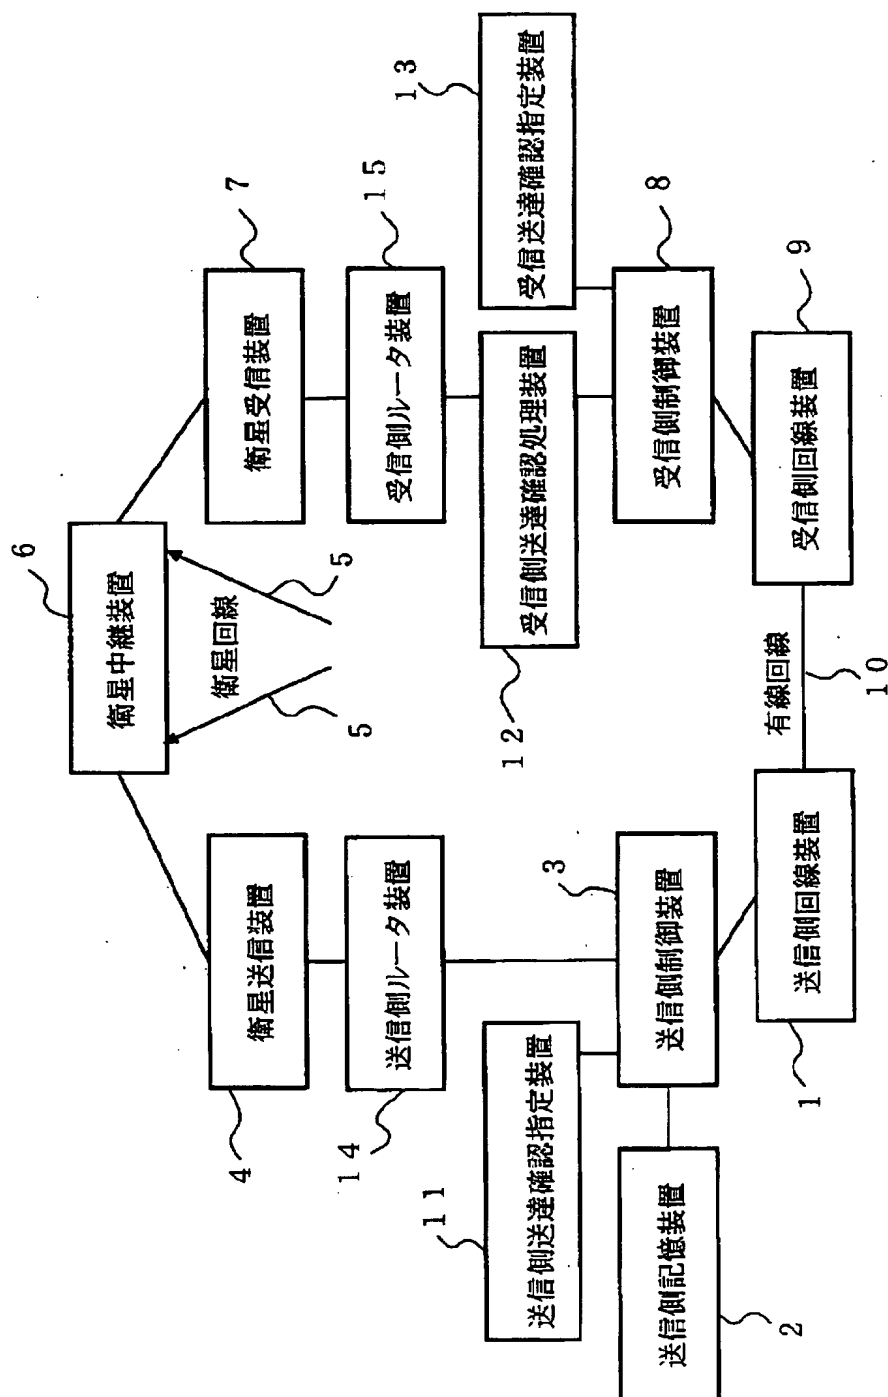 6
衛星中継装置
衛星回線
5
5
4
衛星送信装置
7
衛星受信装置
14
送信側ルータ装置
15
受信側ルータ装置
11
送信側送達確認指定装置
12
受信側送達確認処理装置
13
受信送達確認指定装置
2
送信側記憶装置
3
送信側制御装置
8
受信側制御装置
1
送信側回線装置
有線回線
10
9
受信側回線装置